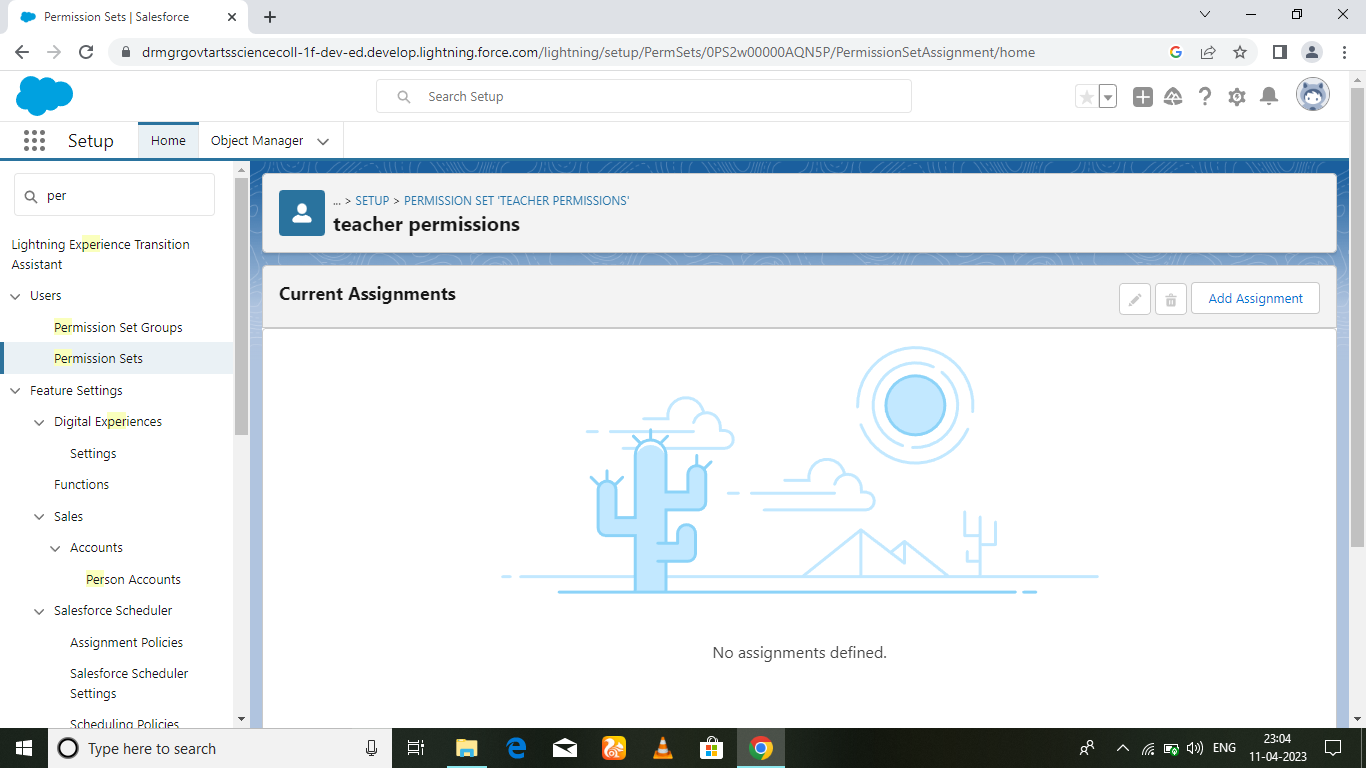 Permission Sets | Salesforce
drmgrgovtartssciencecoll-1f-dev-ed.develop.lightning.force.com/lightning/setup/PermSets/0PS2w00000AQN5P/PermissionSetAssignment/home
Search Setup
Setup
Home
Object Manager
per
Lightning Experience Transition
Assistant
Users
Permission Set Groups
Permission Sets
Feature Settings
Digital Experiences
Settings
Functions
Sales
Accounts
Person Accounts
Salesforce Scheduler
Assignment Policies
Salesforce Scheduler
Settings
Scheduling Policies
... > SETUP > PERMISSION SET 'TEACHER PERMISSIONS'
teacher permissions
Current Assignments
Add Assignment
No assignments defined.
Type here to search
ENG
23:04
11-04-2023